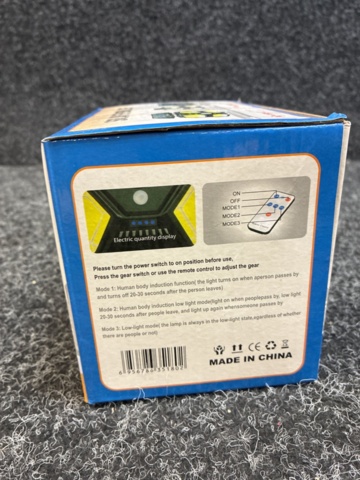 ON
OFF
MODE1
MODE2
MODE3
Electric quantity display
Please turn the power switch to on position before use,
Press the gear switch or use the remote control to adjust the gear
Mode 1: Human body induction function( the light turns on when aperson passes by
and turns off 20-30 seconds after the person leaves)
Mode 2: Human body induction low light mode(light on when peoplepasses by, low light
20-30 seconds after people leave, and light up again whensomeone passes by
Mode 3: Low-light mode( the lamp is always in the low-light state,regardless of whether
there are people or not)
CE
MADE IN CHINA